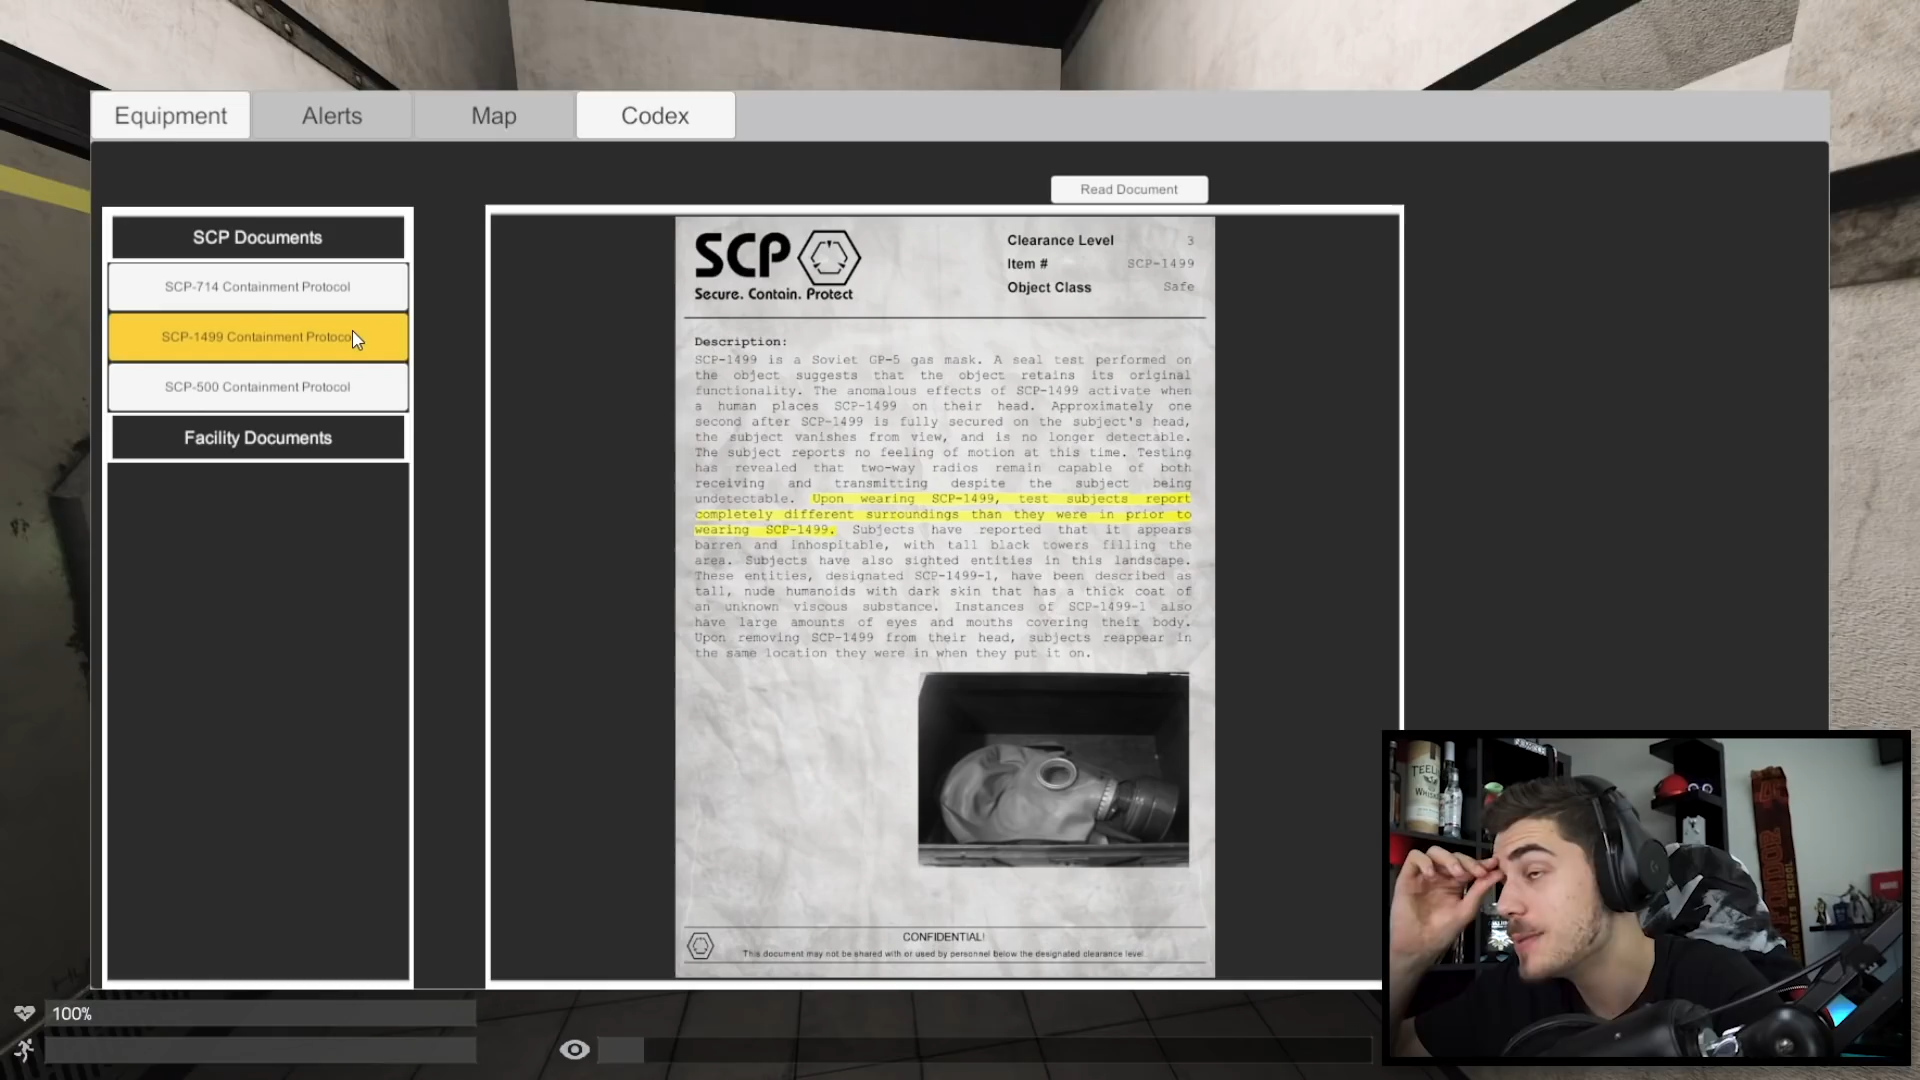 Equipment
Alerts
Map
Codex
Read Document
SCP Documents
SCP-714 Containment Protocol
SCP-1499 Containment Protocol
SCP-500 Containment Protocol
Facility Documents
SCP
Secure. Contain. Protect
Clearance Level 3
Item # SCP-1499
Object Class Safe
Description:
SCP-1499 is a Soviet GP-5 gas mask. A seal test performed on
the object suggests that the object retains its original
functionality. The anomalous effects of SCP-1499 activate when
a human places SCP-1499 on their head. Approximately one
second after SCP-1499 is fully secured on the subject's head,
the subject vanishes from view, and is no longer detectable.
The subject reports no feeling of motion at this time. Testing
has revealed that two-way radios remain capable of both
receiving and transmitting despite the subject being
undetectable. Upon wearing SCP-1499, test subjects report
completely different surroundings than they were in prior to
wearing SCP-1499. Subjects have reported that it appears
barren and inhospitable, with tall black towers filling the
area. Subjects have also sighted entities in this landscape.
These entities, designated SCP-1499-1, have been described as
tall, nude humanoids with dark skin that has a thick coat of
an unknown viscous substance. Instances of SCP-1499-1 also
have large amounts of eyes and mouths covering their body.
Upon removing SCP-1499 from their head, subjects reappear in
the same location they were in when they put it on.
CONFIDENTIAL!
This document may not be shared with or used by personnel below the designated clearance level.
100%